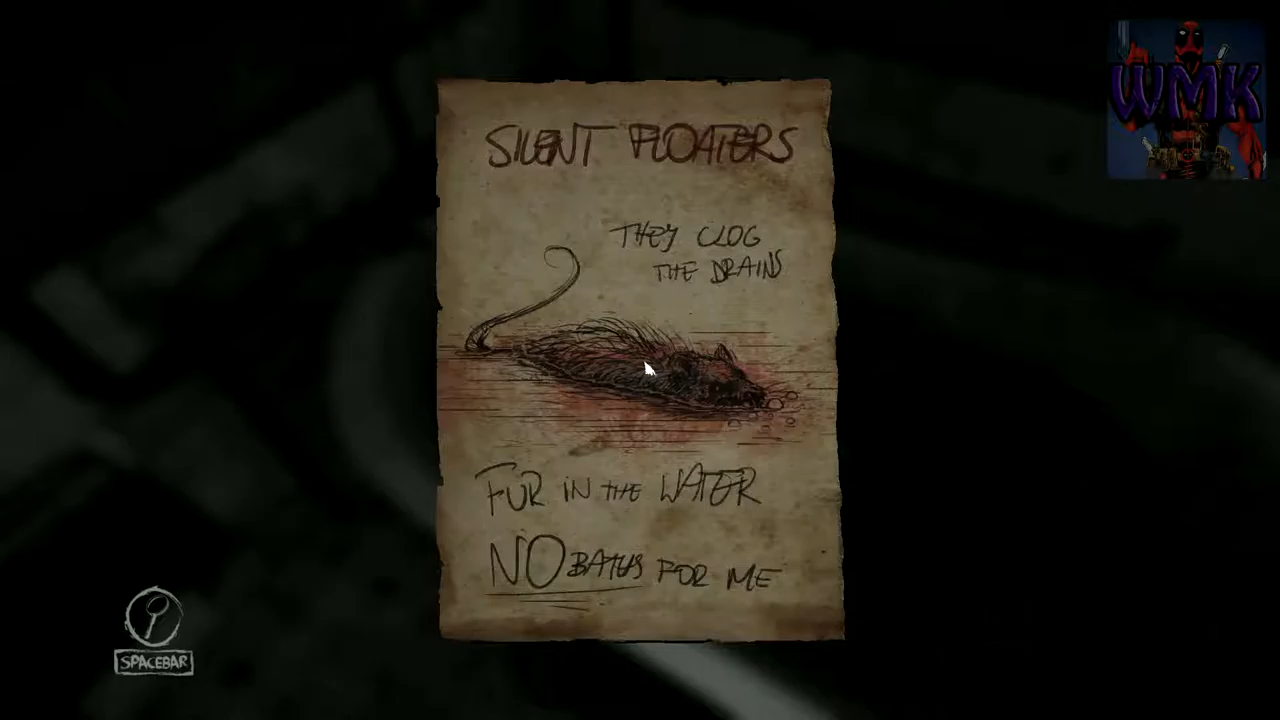 WMK
SILENT FLOATERS
THEY CLOG
THE DRAINS
FUR IN THE WATER
NO BATHS FOR ME
SPACEBAR